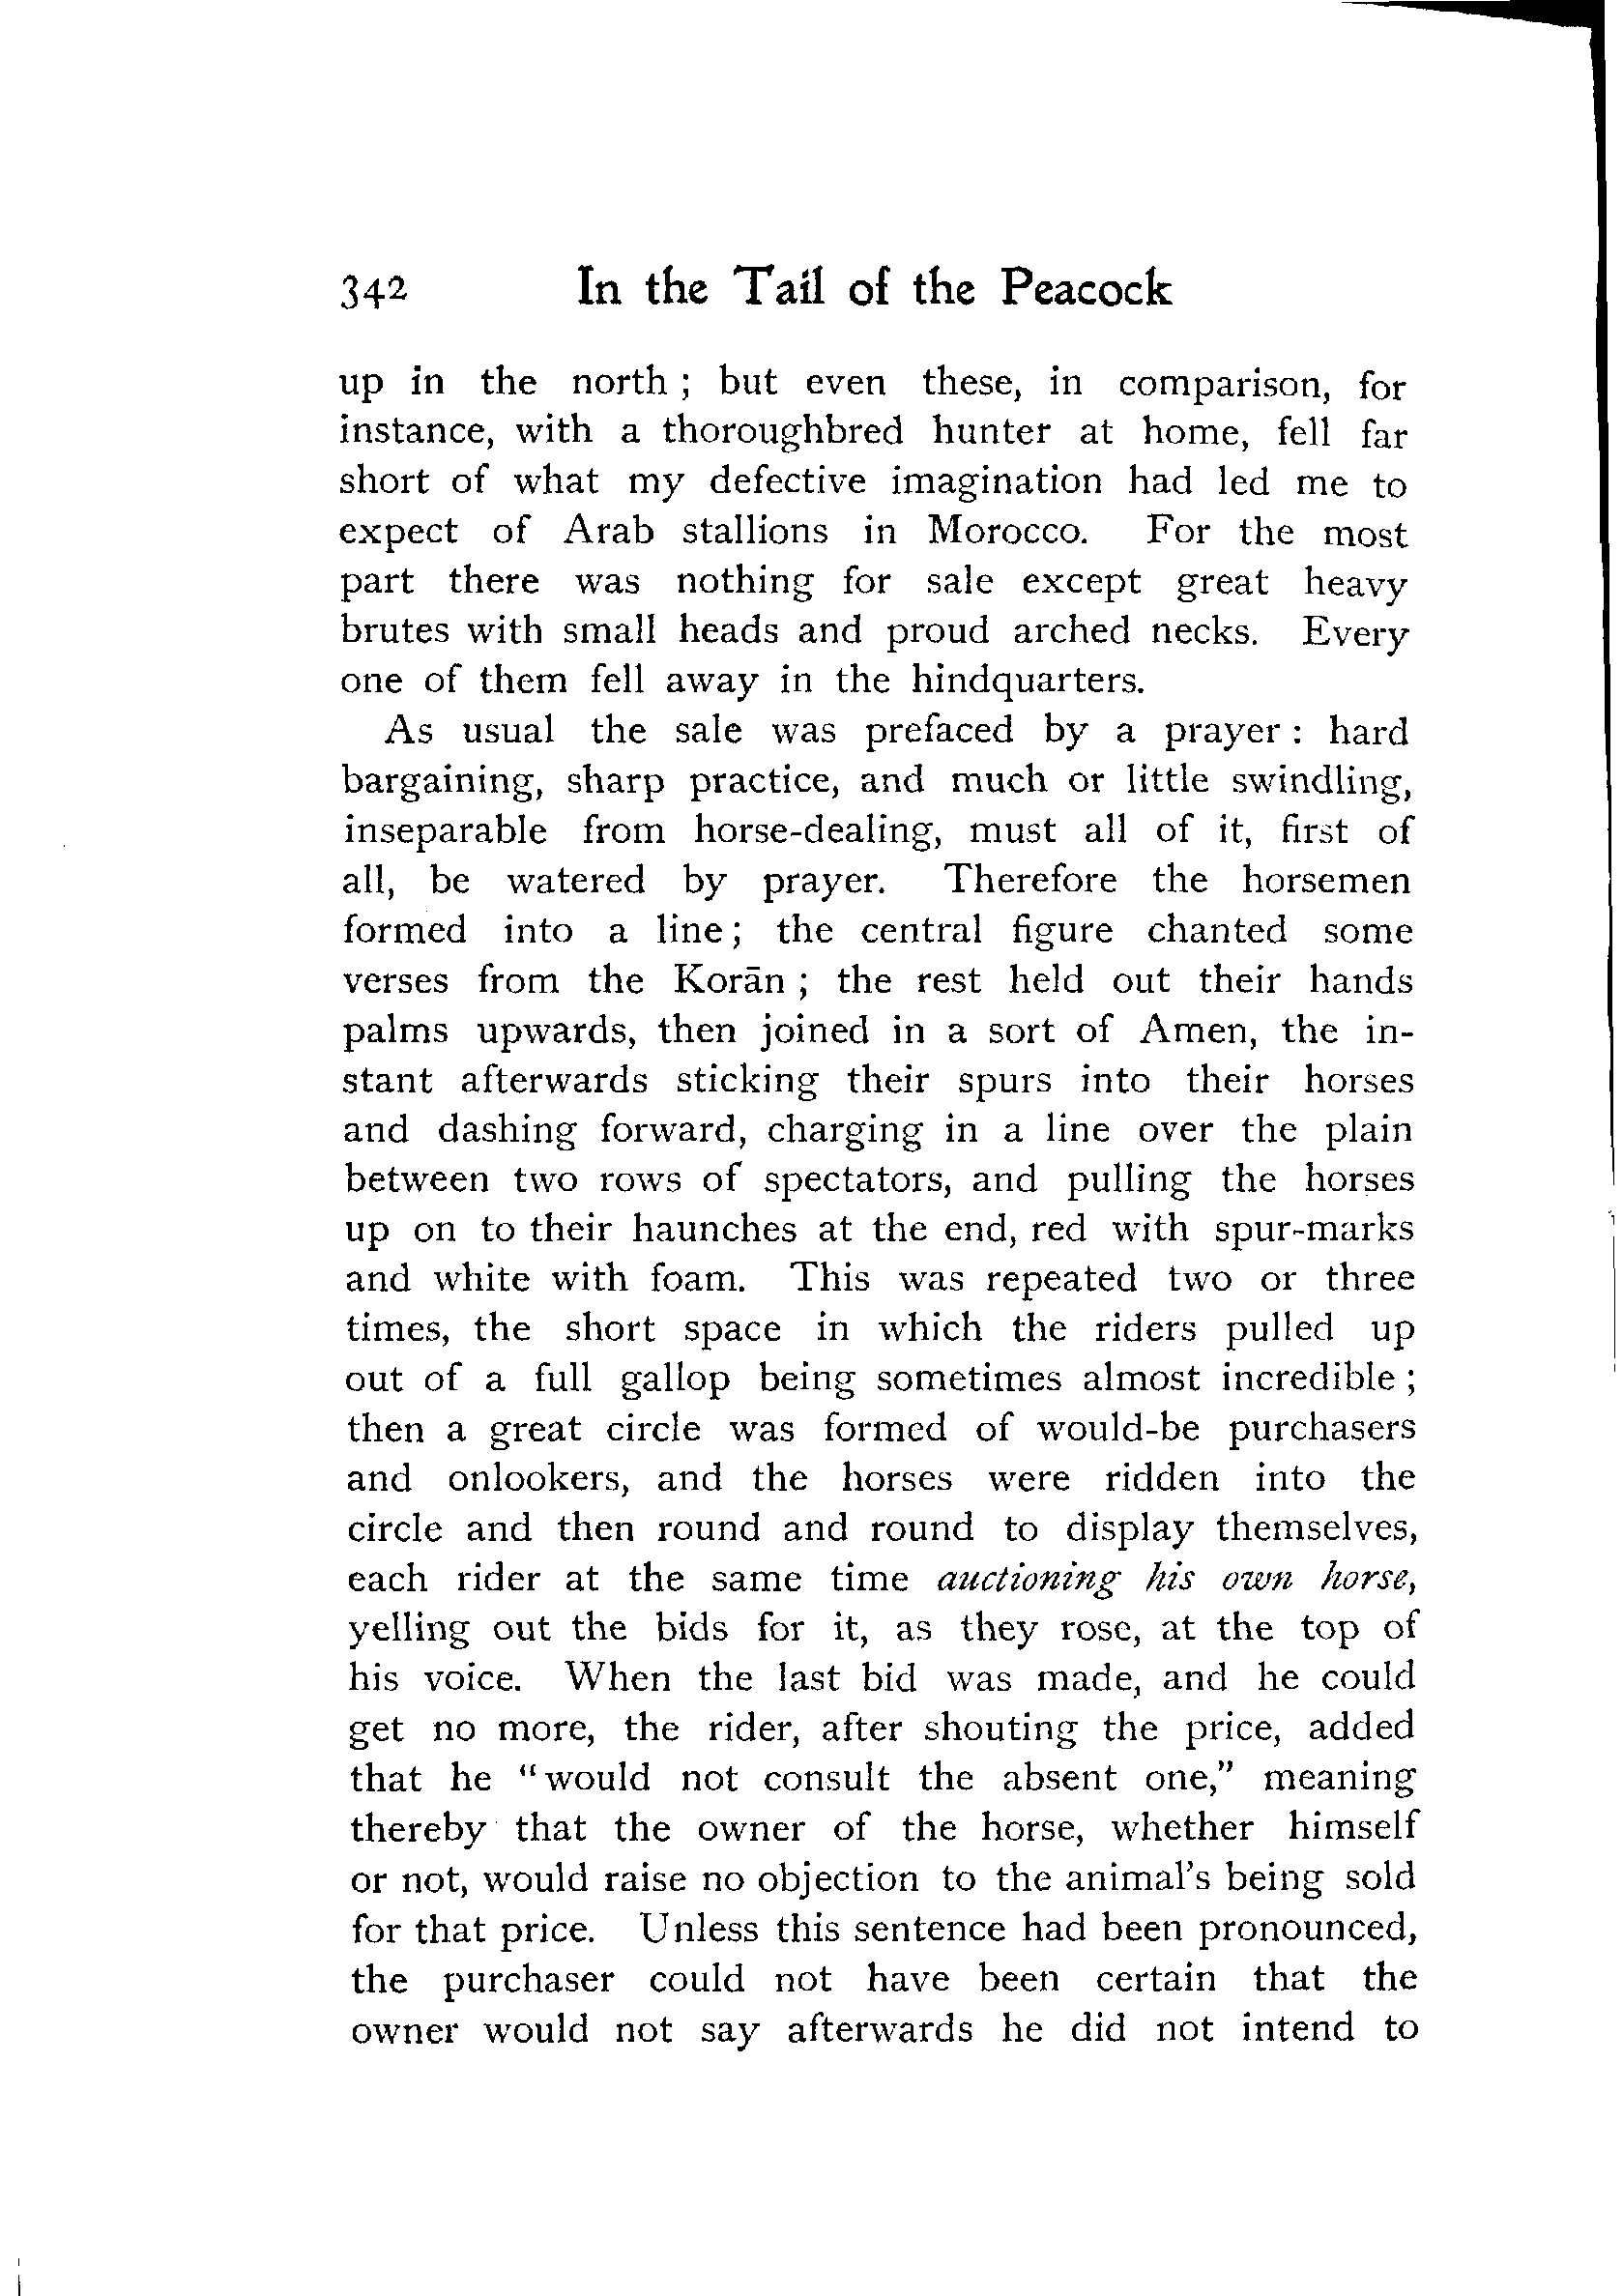 342 In the Tail of the Peacock
up in the north ; but even these, in comparison, for
instance, with a thoroughbred hunter at home, fell far
short of what my defective imagination had led me to
expect of Arab stallions in Morocco. For the most
part there was nothing for sale except great heavy
brutes with small heads and proud arched necks. Every
one of them fell away in the hindquarters.
As usual the sale was prefaced by a prayer : hard
bargaining, sharp practice, and much or little swindling,
inseparable from horse-dealing, must all of it, first of
all, be watered by prayer. Therefore the horsemen
formed into a line ; the central figure chanted some
verses from the Korān ; the rest held out their hands
palms upwards, then joined in a sort of Amen, the in-
stant afterwards sticking their spurs into their horses
and dashing forward, charging in a line over the plain
between two rows of spectators, and pulling the horses
up on to their haunches at the end, red with spur-marks
and white with foam. This was repeated two or three
times, the short space in which the riders pulled up
out of a full gallop being sometimes almost incredible ;
then a great circle was formed of would-be purchasers
and onlookers, and the horses were ridden into the
circle and then round and round to display themselves,
each rider at the same time auctioning his own horse,
yelling out the bids for it, as they rose, at the top of
his voice. When the last bid was made, and he could
get no more, the rider, after shouting the price, added
that he "would not consult the absent one," meaning
thereby that the owner of the horse, whether himself
or not, would raise no objection to the animal's being sold
for that price. Unless this sentence had been pronounced,
the purchaser could not have been certain that the
owner would not say afterwards he did not intend to